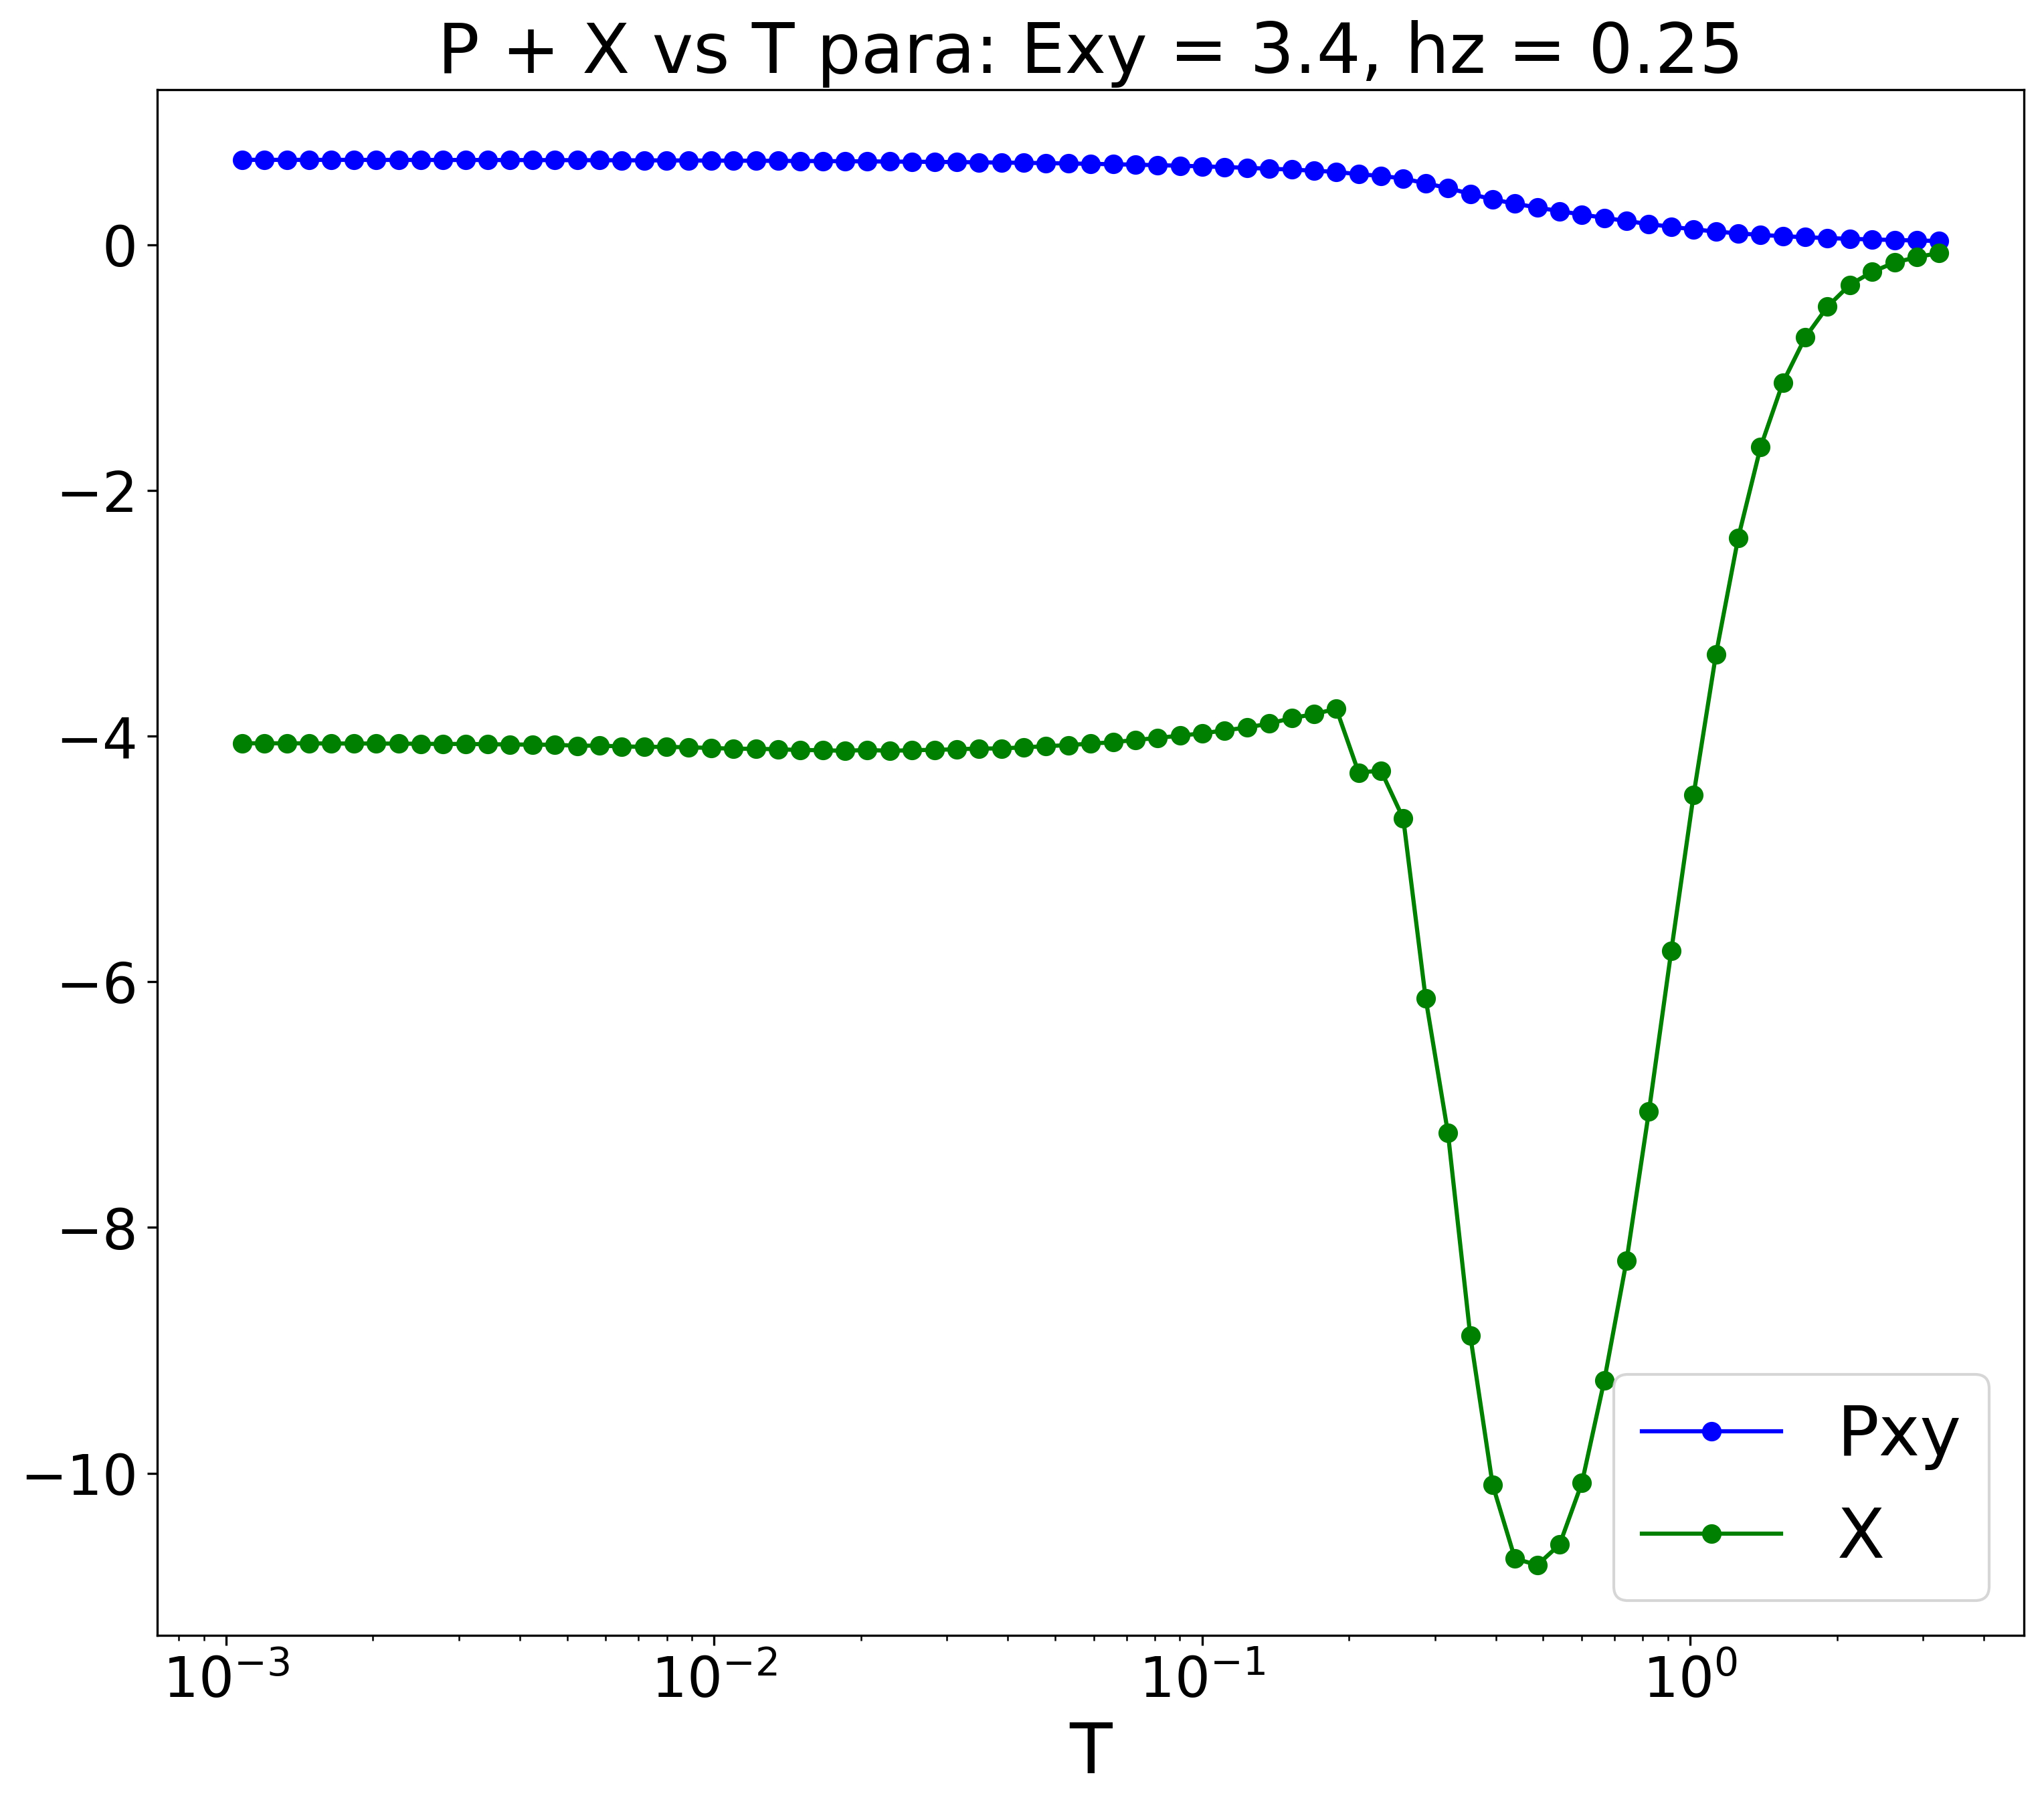 P + X vs T para: Exy = 3.4, hz = 0.25
0
−2
−4
−6
−8
−10
Pxy
X
10⁻³ 10⁻² 10⁻¹ 10⁰
T